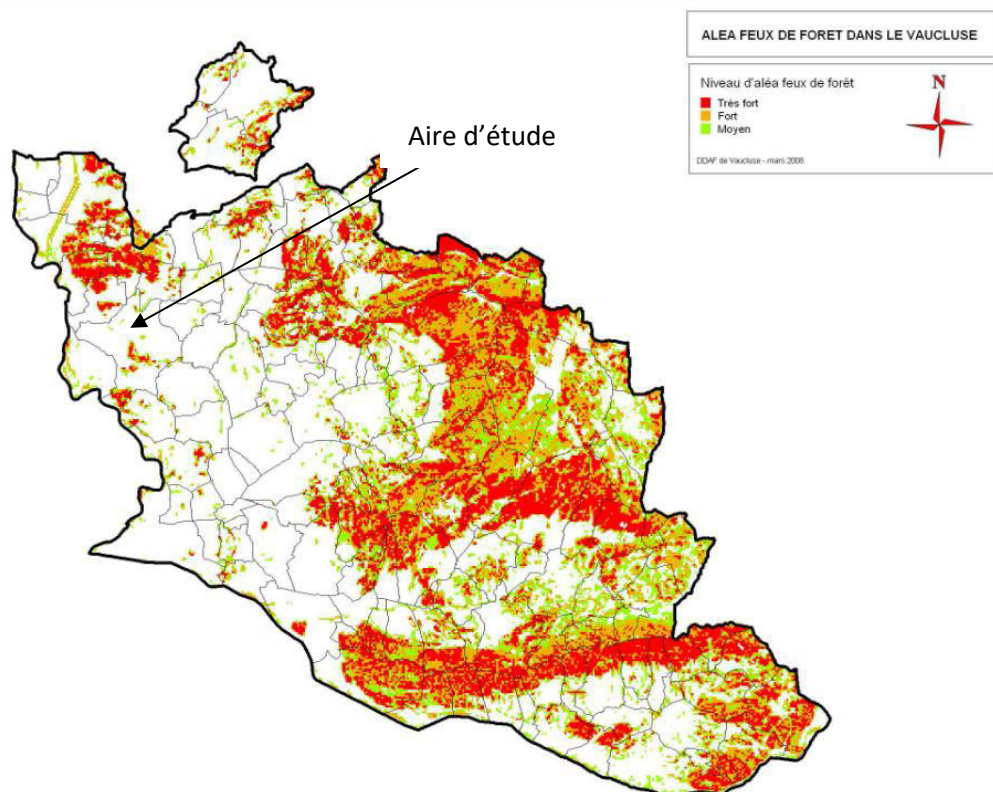 ALEA FEUX DE FORET DANS LE VAUCLUSE
Niveau d'aléa feux de forêt
N
Très fort
Fort
Moyen
DDAF de Vaucluse - mars 2008
Aire d'étude